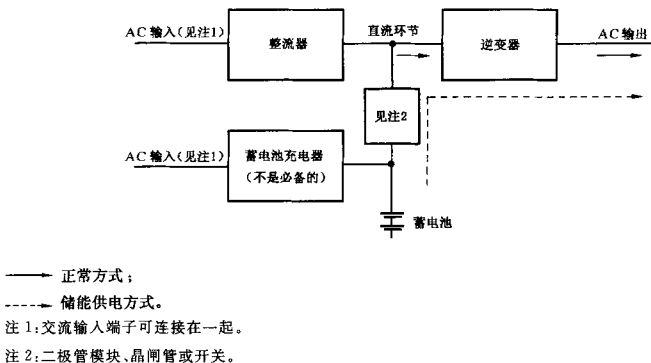 AC 输入(见注1)
整流器
直流环节
逆变器
AC 输出
见注2
AC 输入(见注1)
蓄电池充电器
(不是必备的)
蓄电池
正常方式;
储能供电方式。
注 1:交流输入端子可连接在一起。
注 2:二极管模块、晶闸管或开关。